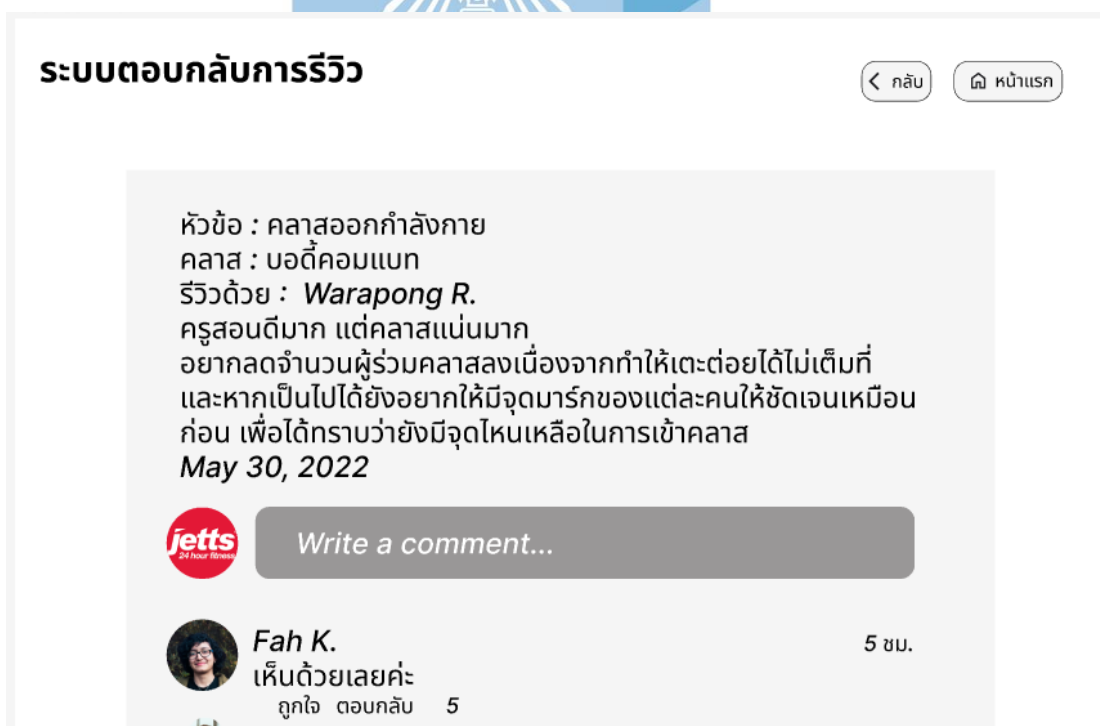 ระบบตอบกลับการรีวิว
กลับ
หน้าแรก
หัวข้อ : คลาสออกกำลังกาย
คลาส : บอดี้คอมแบท
รีวิวด้วย : Warapong R.
ครูสอนดีมาก แต่คลาสแน่นมาก
อยากลดจำนวนผู้ร่วมคลาสลงเนื่องจากทำให้เตะต่อยได้ไม่เต็มที่
และหากเป็นไปได้ยังอยากให้มีจุดมาร์กของแต่ละคนให้ชัดเจนเหมือน
ก่อน เพื่อได้ทราบว่ายังมีจุดไหนเหลือในการเข้าคลาส
May 30, 2022
jetts
24 hour fitness
Write a comment...
Fah K.
5 ชม.
เห็นด้วยเลยค่ะ
ถูกใจ ตอบกลับ 5